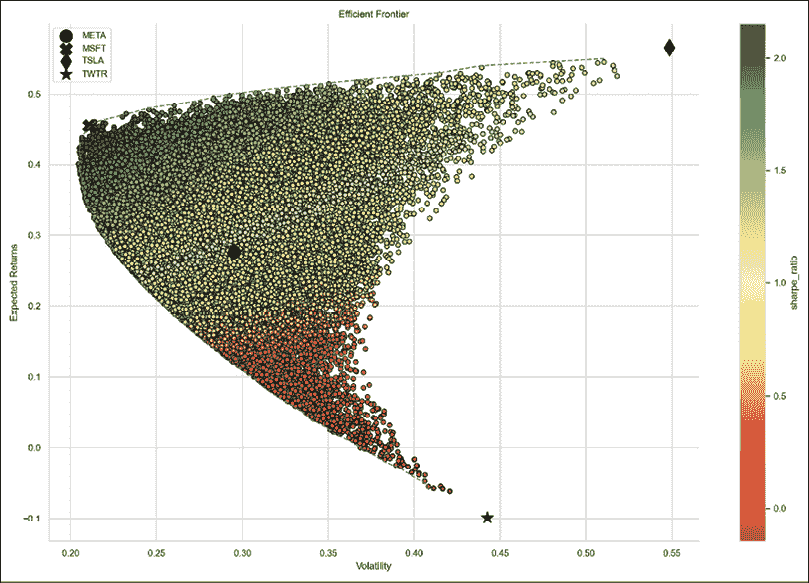 Efficient Frontier
META
MSFT
TSLA
TWTR
Expected Returns
0.5
0.4
0.3
0.2
0.1
0.0
−0.1
0.20
0.25
0.30
0.35
0.40
0.45
0.50
0.55
Volatility
2.0
1.5
1.0
0.5
0.0
sharpe_ratio